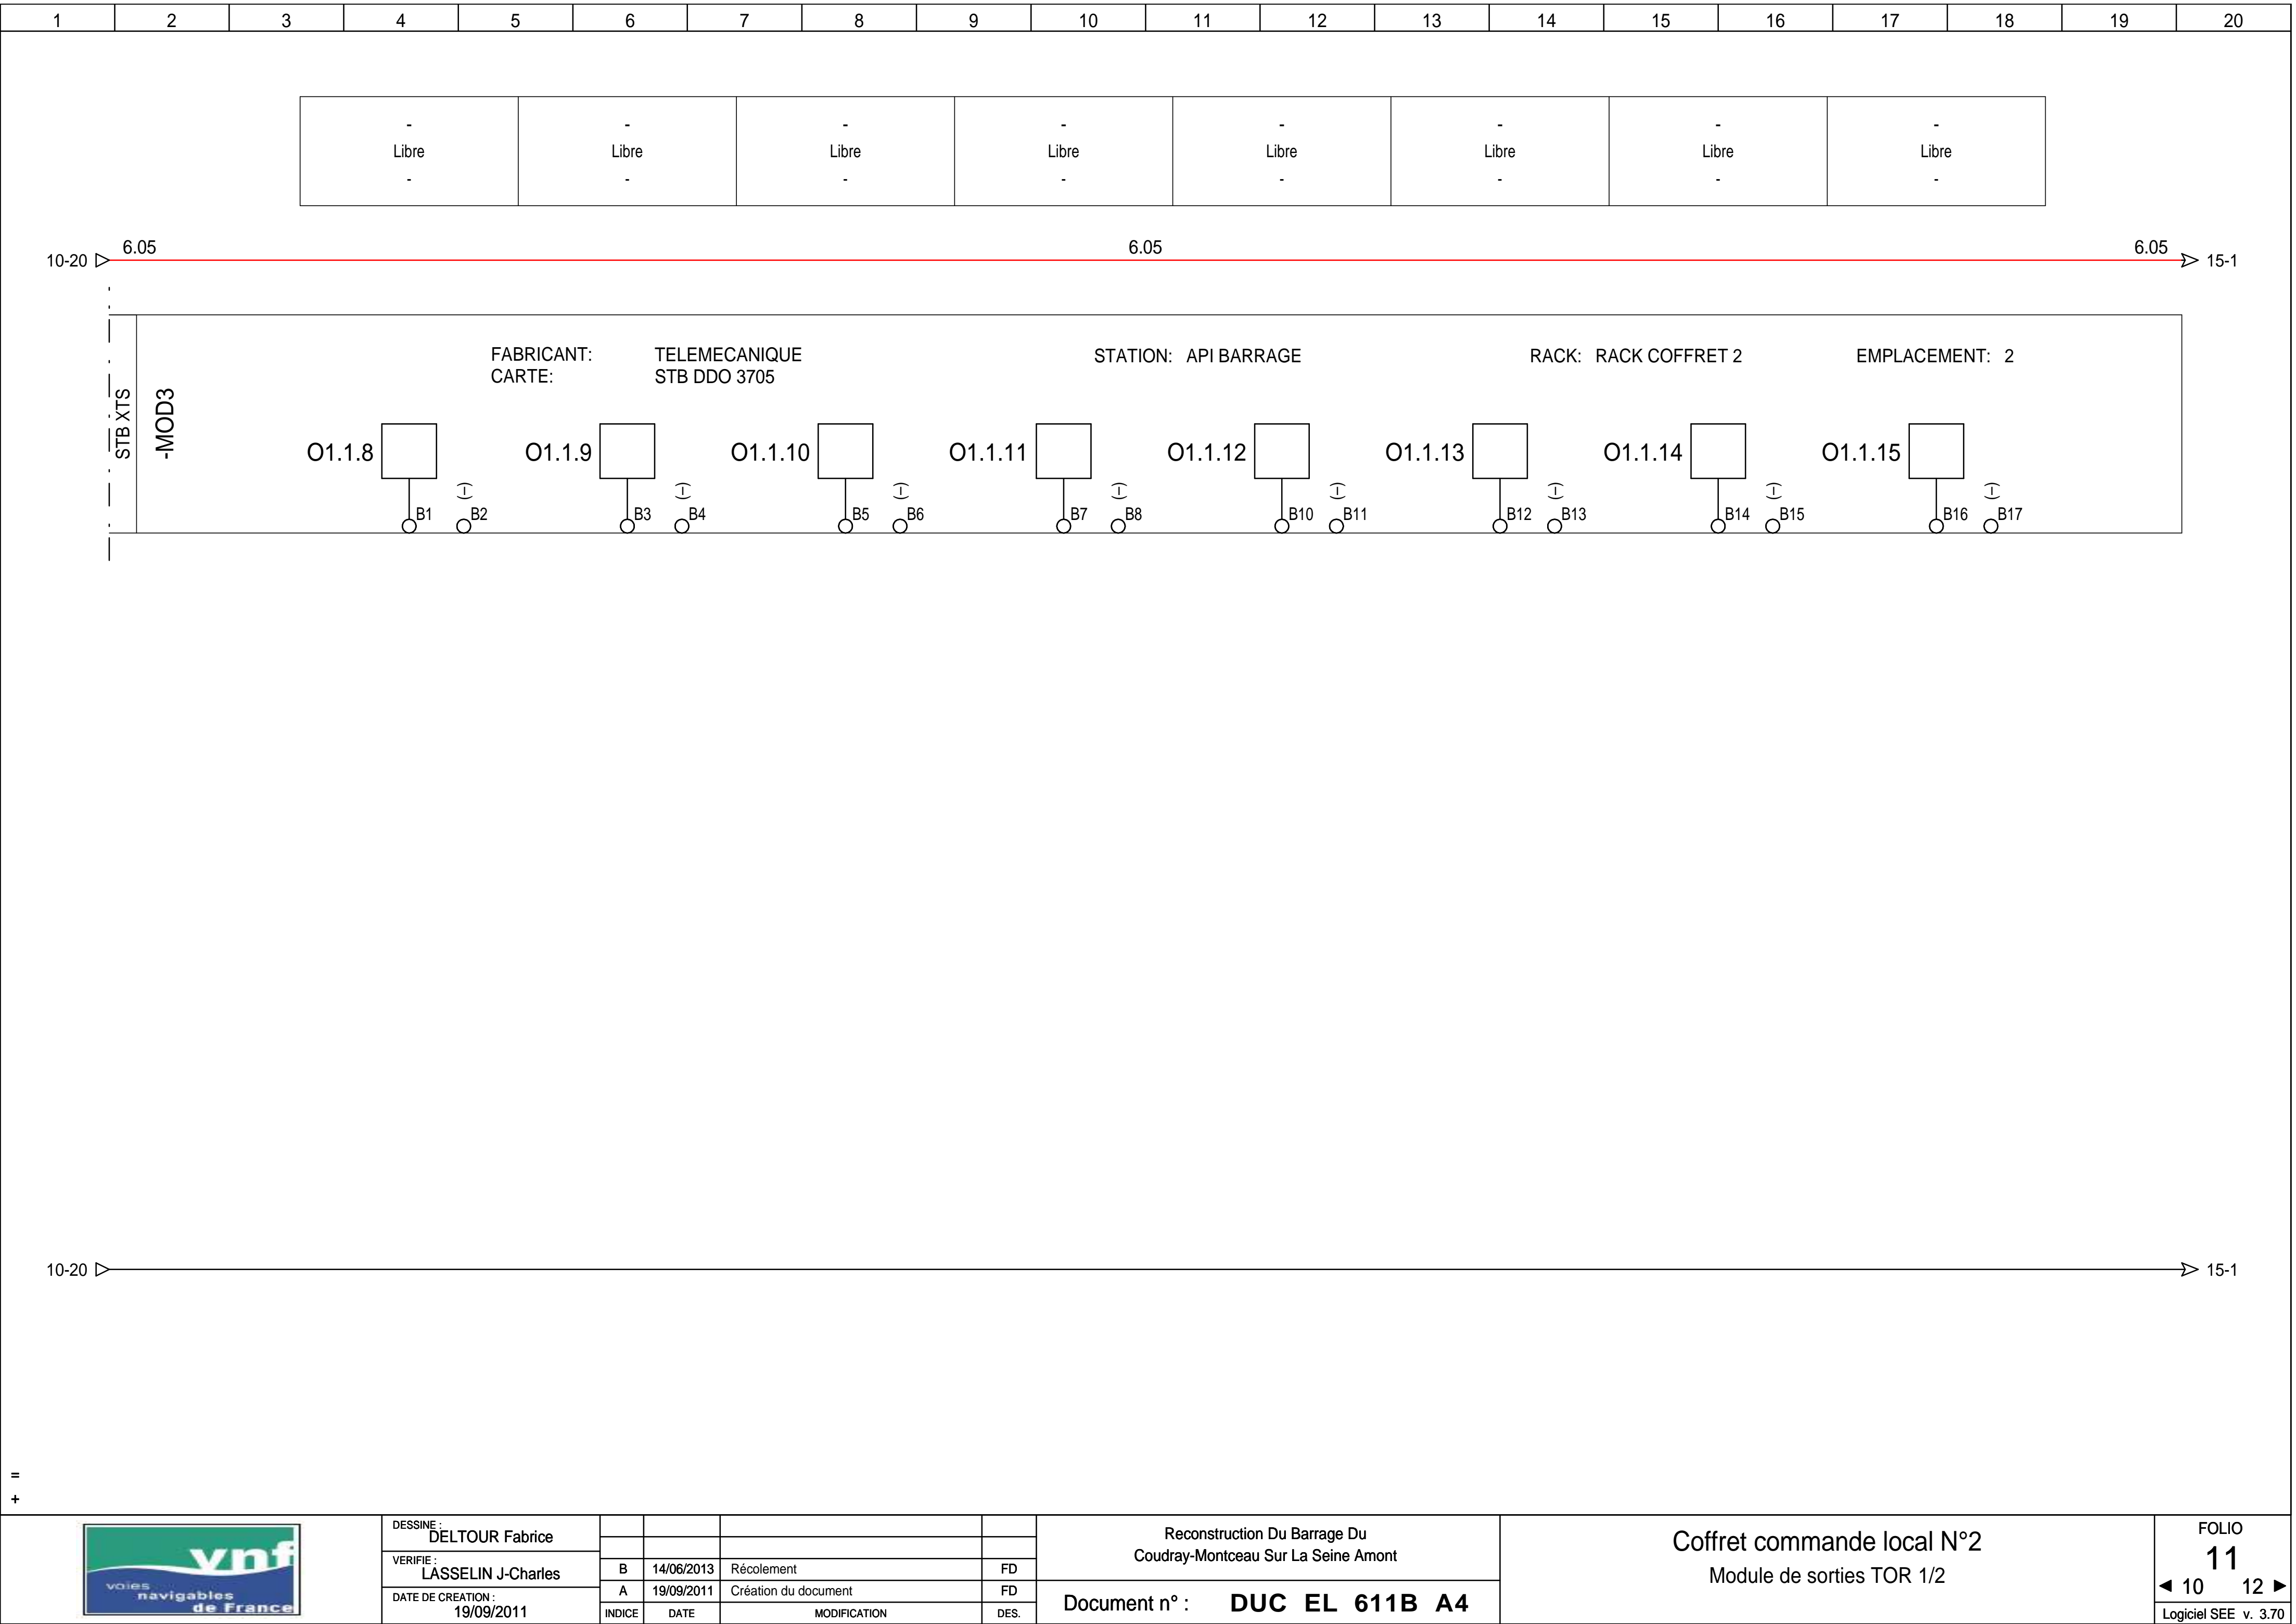 1 2 3 4 5 6 7 8 9 10 11 12 13 14 15 16 17 18 19 20
- - - - - - - -
Libre Libre Libre Libre Libre Libre Libre Libre
- - - - - - - -
6.05 6.05 6.05
10-20 15-1
FABRICANT: TELEMECANIQUE STATION: API BARRAGE RACK: RACK COFFRET 2 EMPLACEMENT: 2
CARTE: STB DDO 3705
STB XTS
-MOD3
O1.1.8 O1.1.9 O1.1.10 O1.1.11 O1.1.12 O1.1.13 O1.1.14 O1.1.15
(-) (-) (-) (-) (-) (-) (-) (-)
B1 B2 B3 B4 B5 B6 B7 B8 B10 B11 B12 B13 B14 B15 B16 B17
10-20 15-1
=
+
vnf
voies
navigables
de France
DESSINE :
DELTOUR Fabrice
VERIFIE :
LASSELIN J-Charles
DATE DE CREATION :
19/09/2011
B 14/06/2013 Récolement FD
A 19/09/2011 Création du document FD
INDICE DATE MODIFICATION DES.
Reconstruction Du Barrage Du
Coudray-Montceau Sur La Seine Amont
Document n° : DUC EL 611B A4
Coffret commande local N°2
Module de sorties TOR 1/2
FOLIO
11
◄ 10 12 ►
Logiciel SEE v. 3.70